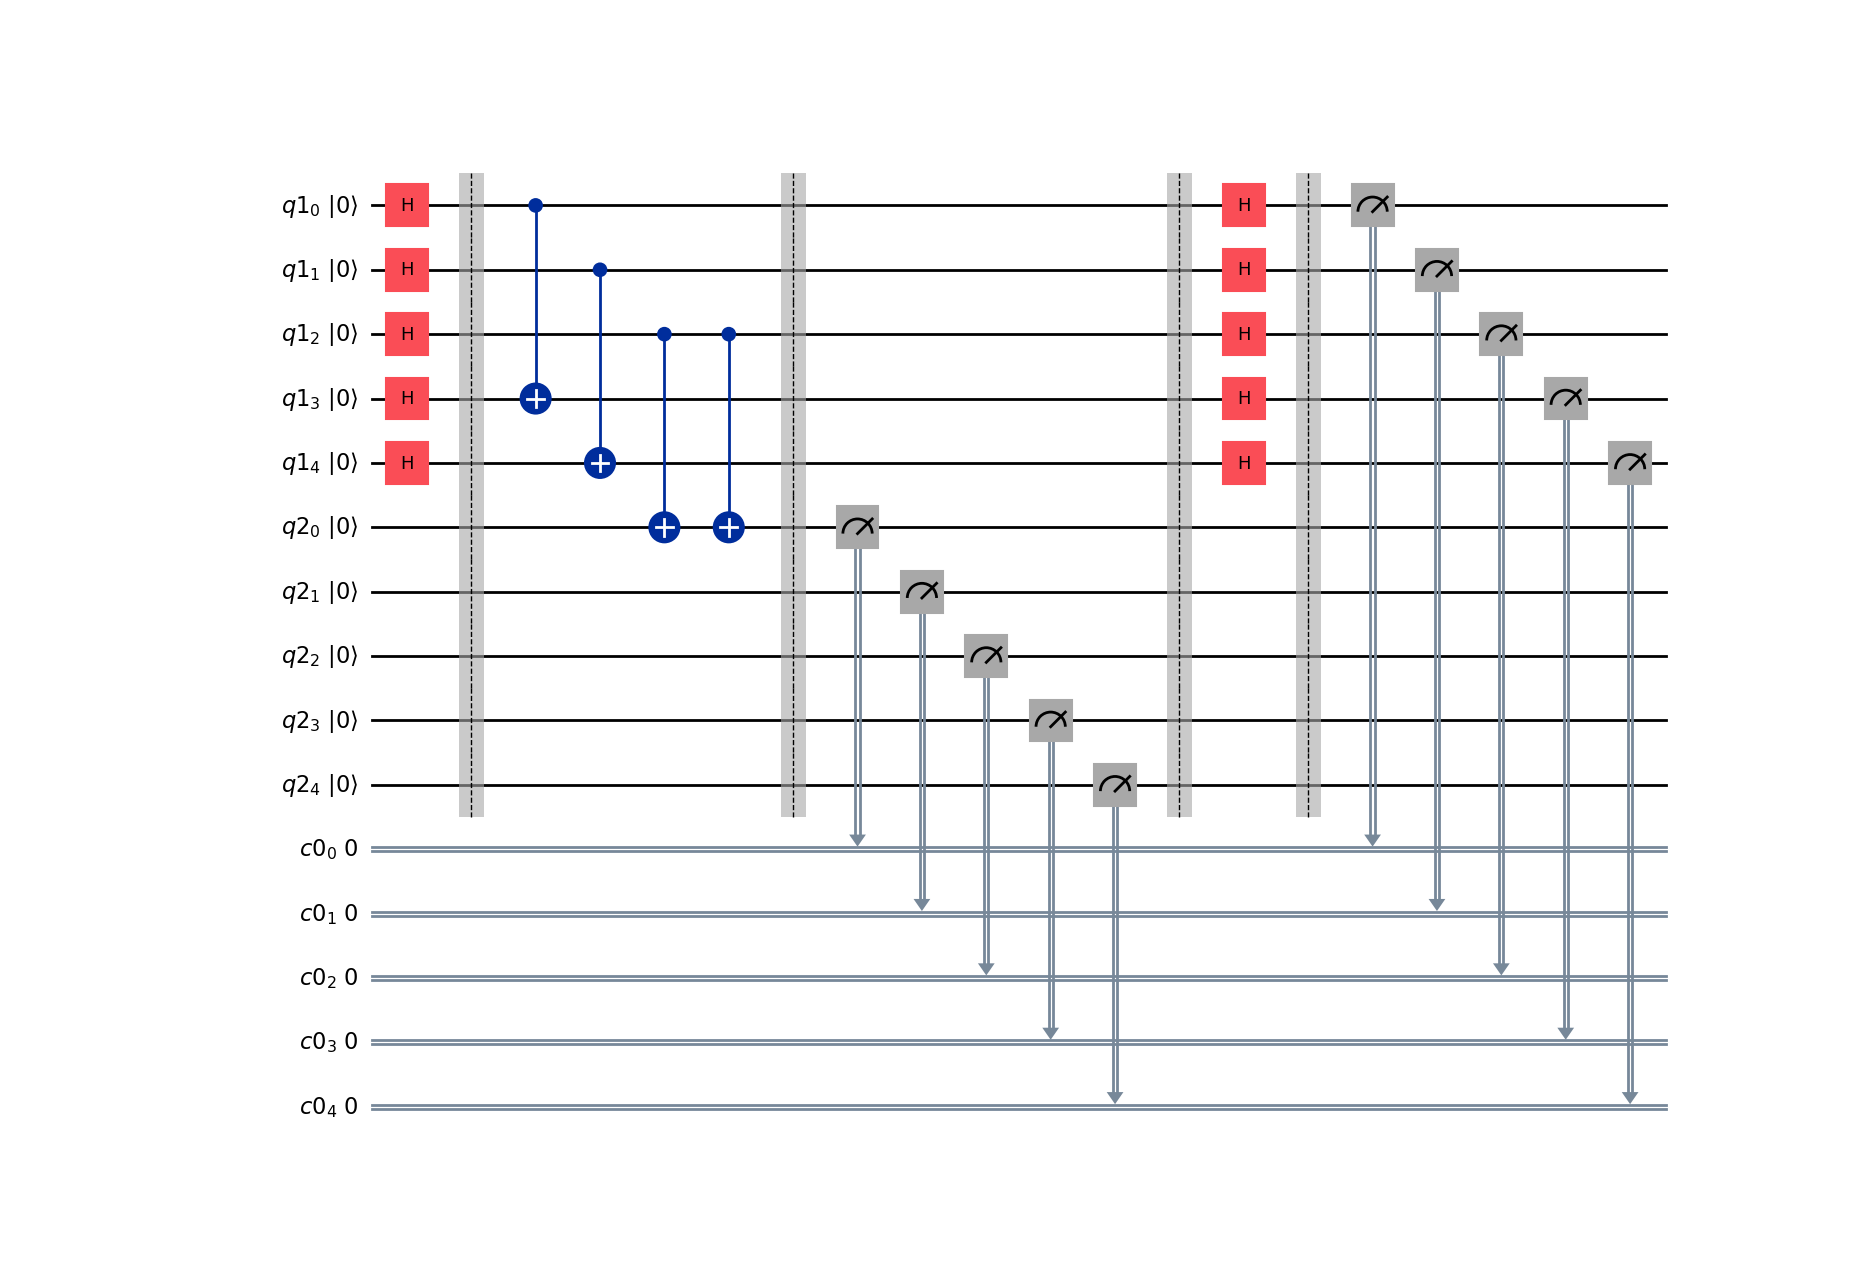 q1₀ |0⟩ H H
q1₁ |0⟩ H H
q1₂ |0⟩ H H
q1₃ |0⟩ H H
q1₄ |0⟩ H H
q2₀ |0⟩
q2₁ |0⟩
q2₂ |0⟩
q2₃ |0⟩
q2₄ |0⟩
c0₀ 0
c0₁ 0
c0₂ 0
c0₃ 0
c0₄ 0